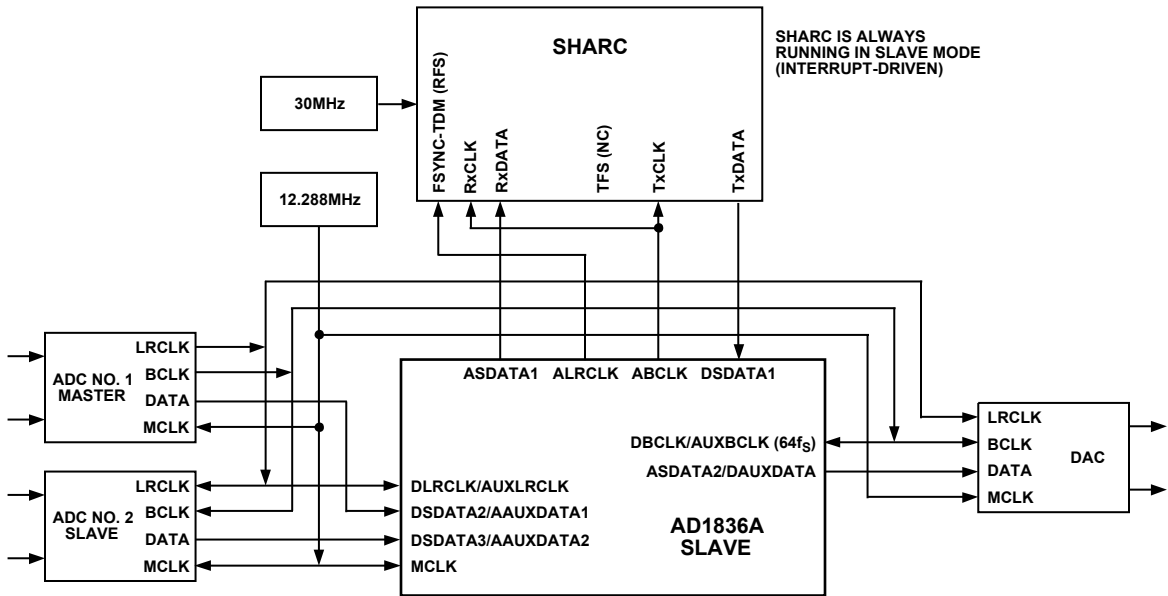 SHARC
SHARC IS ALWAYS
RUNNING IN SLAVE MODE
(INTERRUPT-DRIVEN)
30MHz
12.288MHz
FSYNC-TDM (RFS)
RxCLK
RxDATA
TFS (NC)
TxCLK
TxDATA
ADC NO. 1
MASTER
LRCLK
BCLK
DATA
MCLK
ADC NO. 2
SLAVE
LRCLK
BCLK
DATA
MCLK
ASDATA1
ALRCLK
ABCLK
DSDATA1
DBCLK/AUXBCLK (64fS)
ASDATA2/DAUXDATA
DLRCLK/AUXLRCLK
DSDATA2/AAUXDATA1
DSDATA3/AAUXDATA2
MCLK
AD1836A
SLAVE
LRCLK
BCLK
DATA
MCLK
DAC